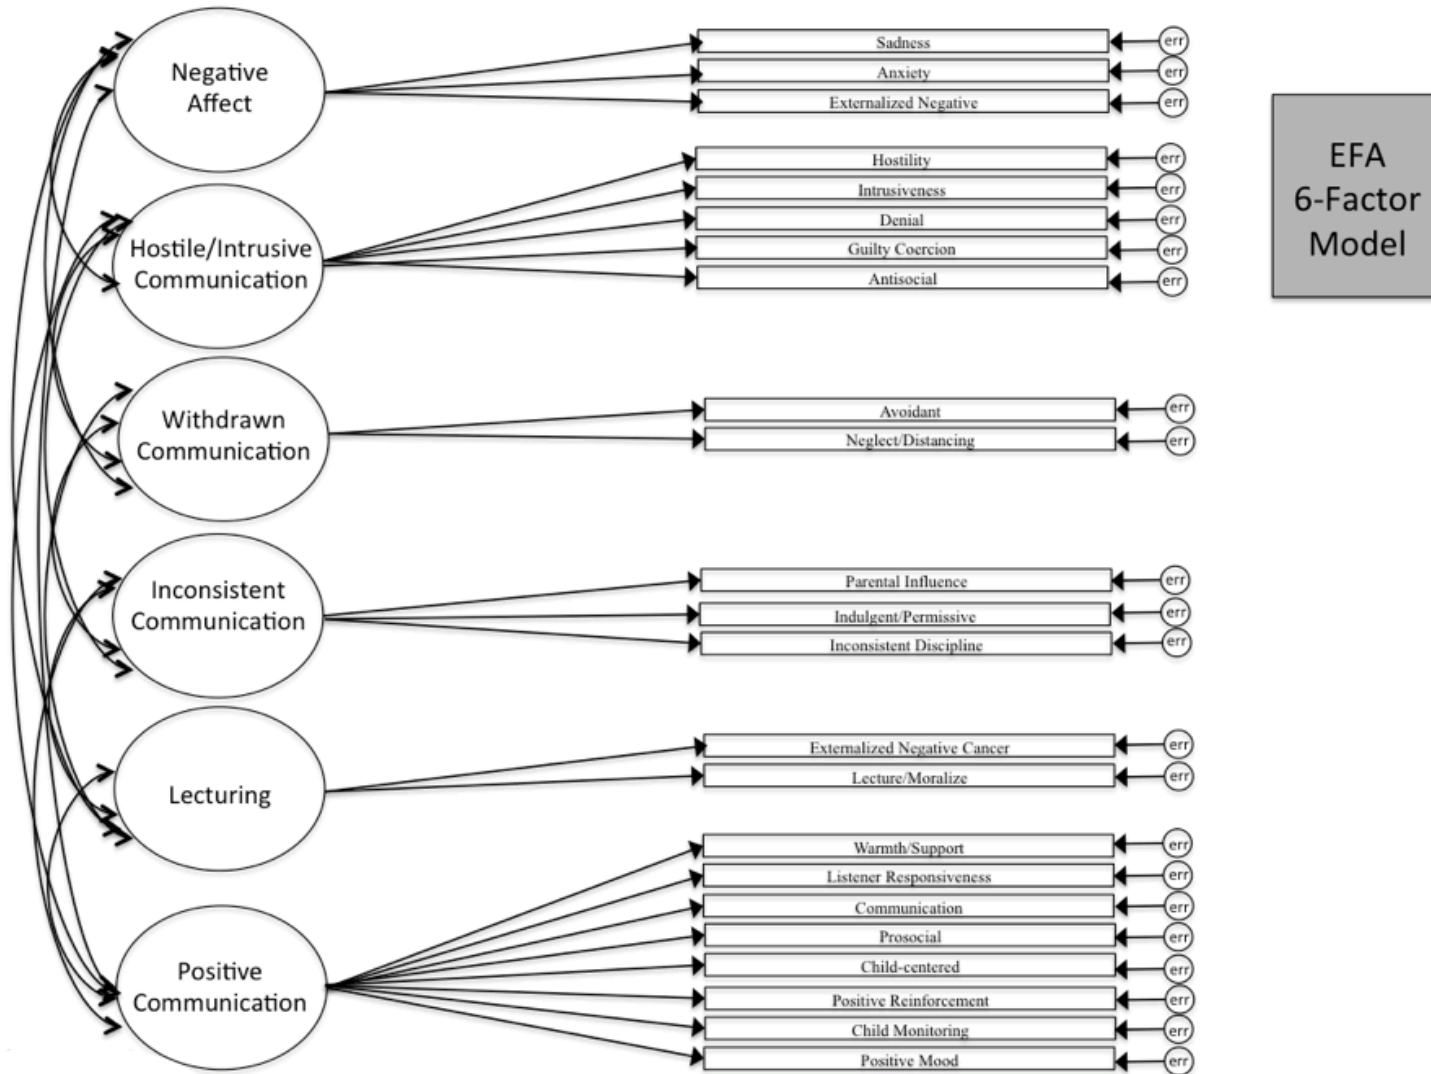 Negative
Affect
Sadness
err
Anxiety
err
Externalized Negative
err
EFA
6-Factor
Model
Hostile/Intrusive
Communication
Hostility
err
Intrusiveness
err
Denial
err
Guilty Coercion
err
Antisocial
err
Withdrawn
Communication
Avoidant
err
Neglect/Distancing
err
Inconsistent
Communication
Parental Influence
err
Indulgent/Permissive
err
Inconsistent Discipline
err
Lecturing
Externalized Negative Cancer
err
Lecture/Moralize
err
Positive
Communication
Warmth/Support
err
Listener Responsiveness
err
Communication
err
Prosocial
err
Child-centered
err
Positive Reinforcement
err
Child Monitoring
err
Positive Mood
err